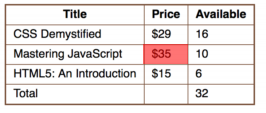 Title Price Available
CSS Demystified $29 16
Mastering JavaScript $35 10
HTML5: An Introduction $15 6
Total 32